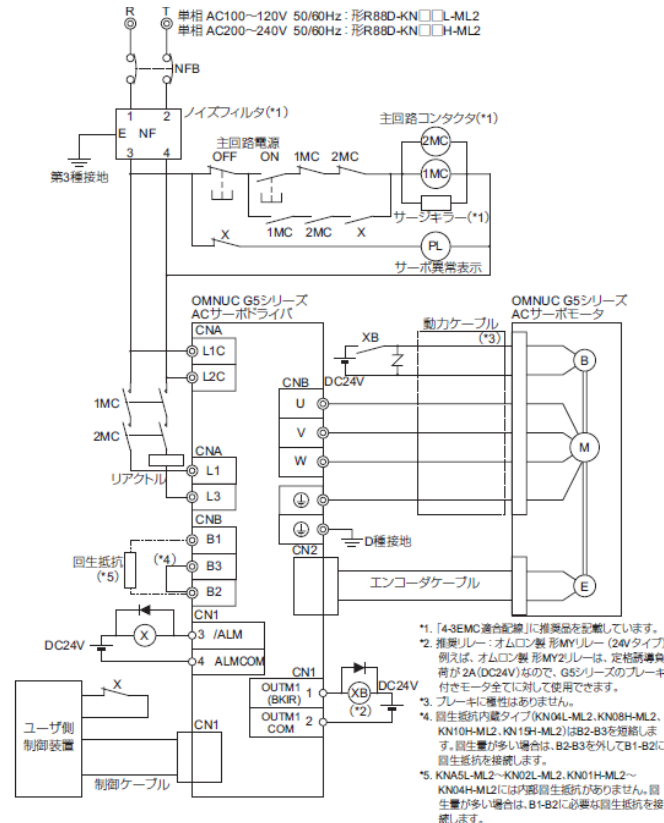 R T
単相 AC100～120V 50/60Hz：形R88D-KN□□L-ML2
単相 AC200～240V 50/60Hz：形R88D-KN□□H-ML2
NFB
1 2
ノイズフィルタ(*1)
E NF
3 4
第3種接地
主回路コンタクタ(*1)
主回路電源
OFF ON 1MC 2MC
2MC
1MC
サージキラー(*1)
1MC 2MC X
X
PL
サーボ異常表示
OMNUC G5シリーズ
ACサーボドライバ
CNA
L1C
L2C
1MC
2MC
リアクトル
CNA
L1
L3
CNB
B1
B3
B2
回生抵抗
(*5)
(*4)
CN1
3 /ALM
4 ALMCOM
X
DC24V
X
ユーザ側
制御装置
CN1
制御ケーブル
XB
DC24V
動力ケーブル
(*3)
CNB
U
V
W
D種接地
CN2
エンコーダケーブル
CN1
OUTM1 1
(BKIR)
OUTM1 2
COM
XB
(*2)
DC24V
OMNUC G5シリーズ
ACサーボモータ
B
M
E
*1. 「4-3EMC適合配線」に推奨品を記載しています。
*2. 推奨リレー：オムロン製 形MYリレー (24Vタイプ)
例えば、オムロン製 形MY2リレーは、定格誘導負
荷が 2A(DC24V)なので、G5シリーズのブレーキ
付きモータ全てに対して使用できます。
*3. ブレーキに極性はありません。
*4. 回生抵抗内蔵タイプ(KN04L-ML2、KN08H-ML2、
KN10H-ML2、KN15H-ML2)はB2-B3を短絡しま
す。回生量が多い場合は、B2-B3を外してB1-B2に
回生抵抗を接続します。
*5. KNA5L-ML2～KN02L-ML2、KN01H-ML2～
KN04H-ML2には内部回生抵抗がありません。回
生量が多い場合は、B1-B2に必要な回生抵抗を接
続します。